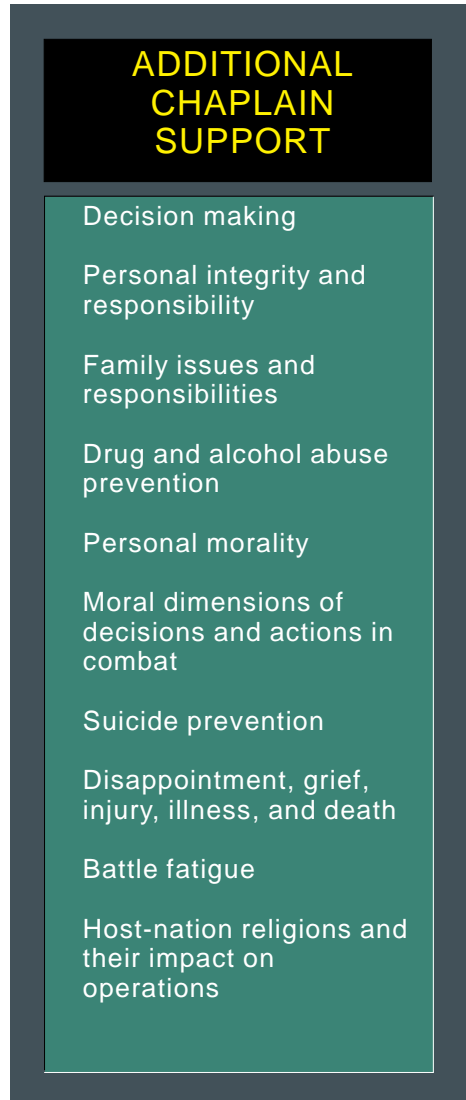 ADDITIONAL
CHAPLAIN
SUPPORT
Decision making
Personal integrity and
responsibility
Family issues and
responsibilities
Drug and alcohol abuse
prevention
Personal morality
Moral dimensions of
decisions and actions in
combat
Suicide prevention
Disappointment, grief,
injury, illness, and death
Battle fatigue
Host-nation religions and
their impact on
operations